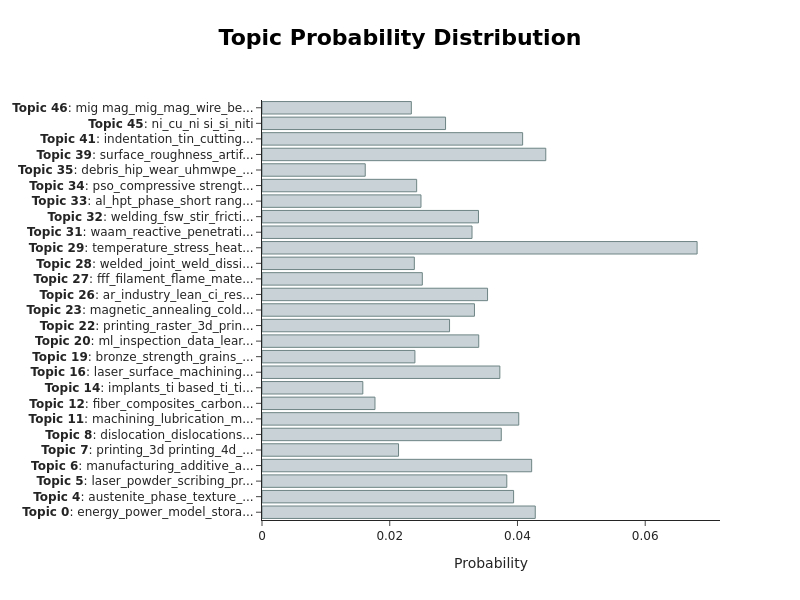 Topic Probability Distribution
Topic 46: mig mag_mig_mag_wire_be...
Topic 45: ni_cu_ni si_si_niti
Topic 41: indentation_tin_cutting...
Topic 39: surface_roughness_artif...
Topic 35: debris_hip_wear_uhmwpe_...
Topic 34: pso_compressive strengt...
Topic 33: al_hpt_phase_short rang...
Topic 32: welding_fsw_stir_fricti...
Topic 31: waam_reactive_penetrati...
Topic 29: temperature_stress_heat...
Topic 28: welded_joint_weld_dissi...
Topic 27: fff_filament_flame_mate...
Topic 26: ar_industry_lean_ci_res...
Topic 23: magnetic_annealing_cold...
Topic 22: printing_raster_3d_prin...
Topic 20: ml_inspection_data_lear...
Topic 19: bronze_strength_grains_...
Topic 16: laser_surface_machining...
Topic 14: implants_ti based_ti_ti...
Topic 12: fiber_composites_carbon...
Topic 11: machining_lubrication_m...
Topic 8: dislocation_dislocations...
Topic 7: printing_3d printing_4d_...
Topic 6: manufacturing_additive_a...
Topic 5: laser_powder_scribing_pr...
Topic 4: austenite_phase_texture_...
Topic 0: energy_power_model_stora...
0 0.02 0.04 0.06
Probability